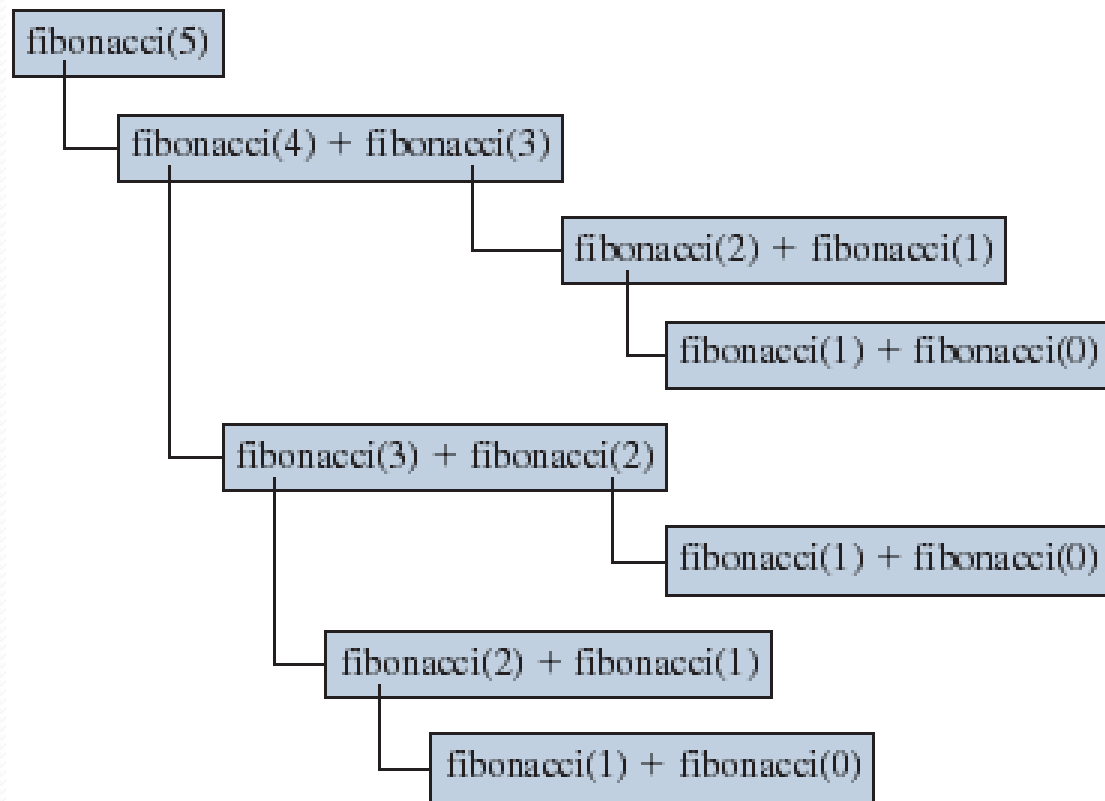 fibonacci(5)
fibonacci(4) + fibonacci(3)
fibonacci(2) + fibonacci(1)
fibonacci(1) + fibonacci(0)
fibonacci(3) + fibonacci(2)
fibonacci(1) + fibonacci(0)
fibonacci(2) + fibonacci(1)
fibonacci(1) + fibonacci(0)